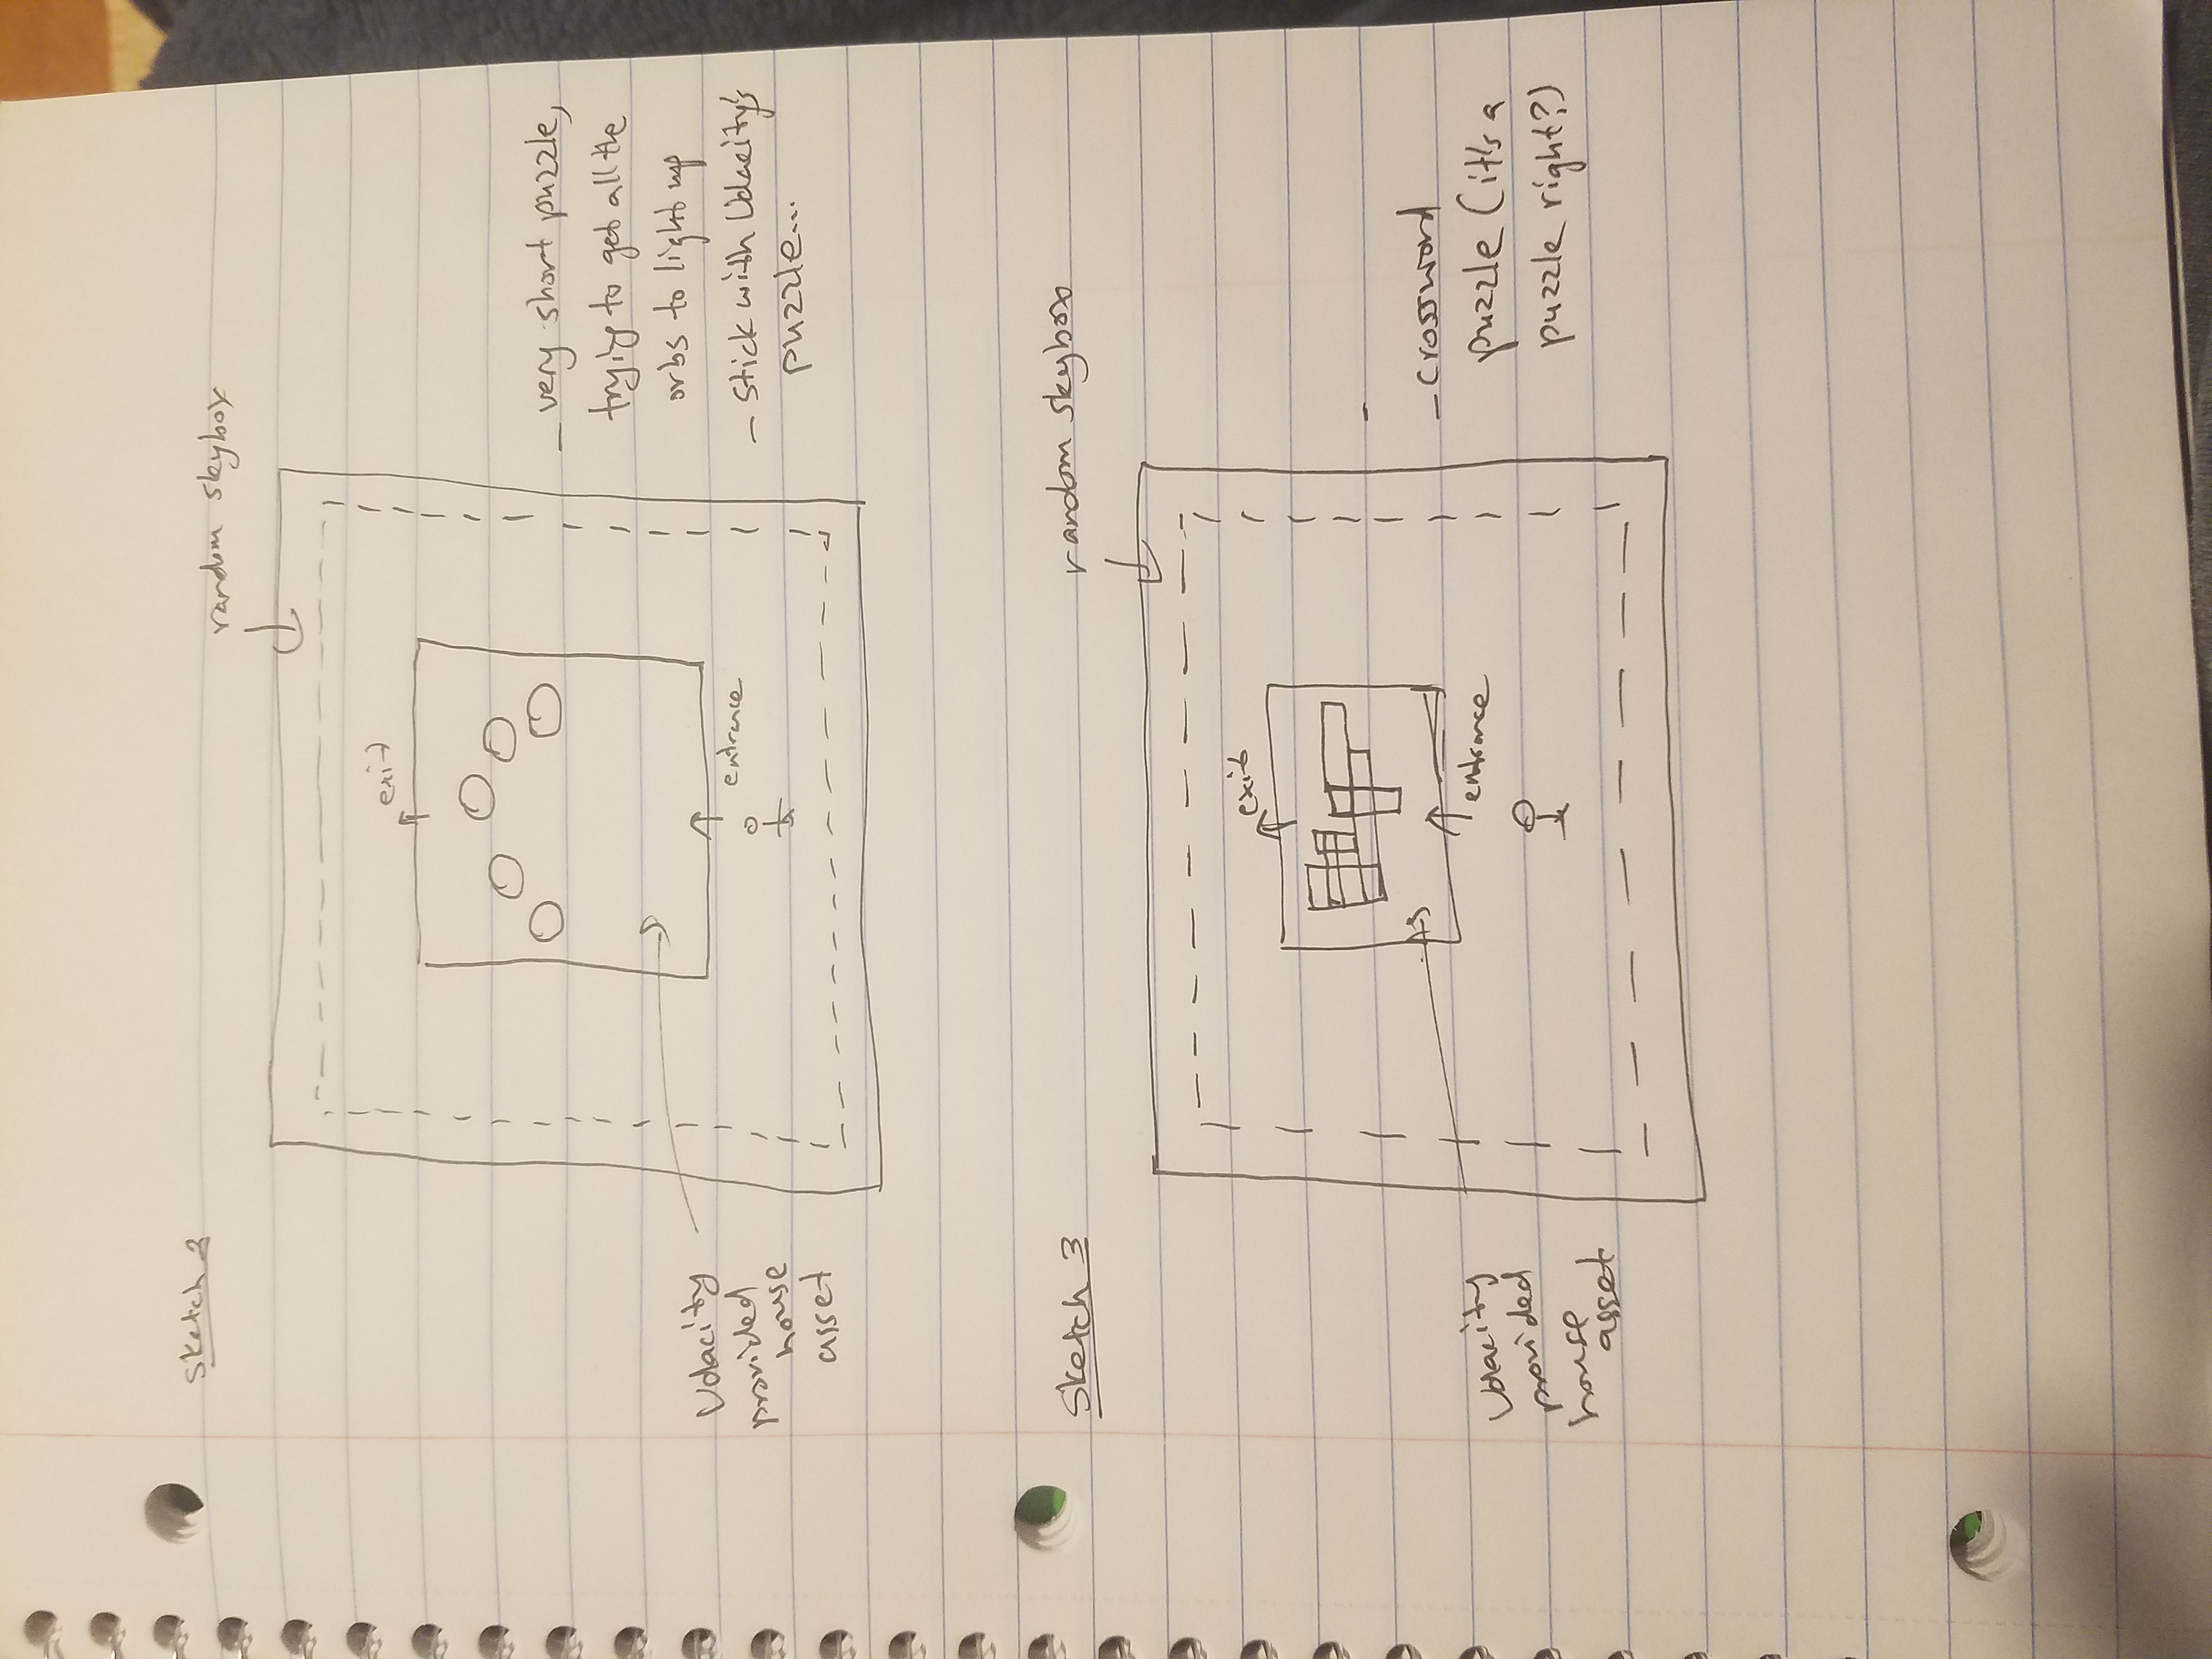 Sketch 2
random skybox
exit
- very short puzzle,
trying to get all the
orbs to light up
- stick with Udacity's
puzzle...
Udacity
provided
house
asset
entrance
Sketch 3
random skybox
exit
-
- crossword
puzzle (it's a
puzzle right?)
Udacity
provided
house
asset
entrance